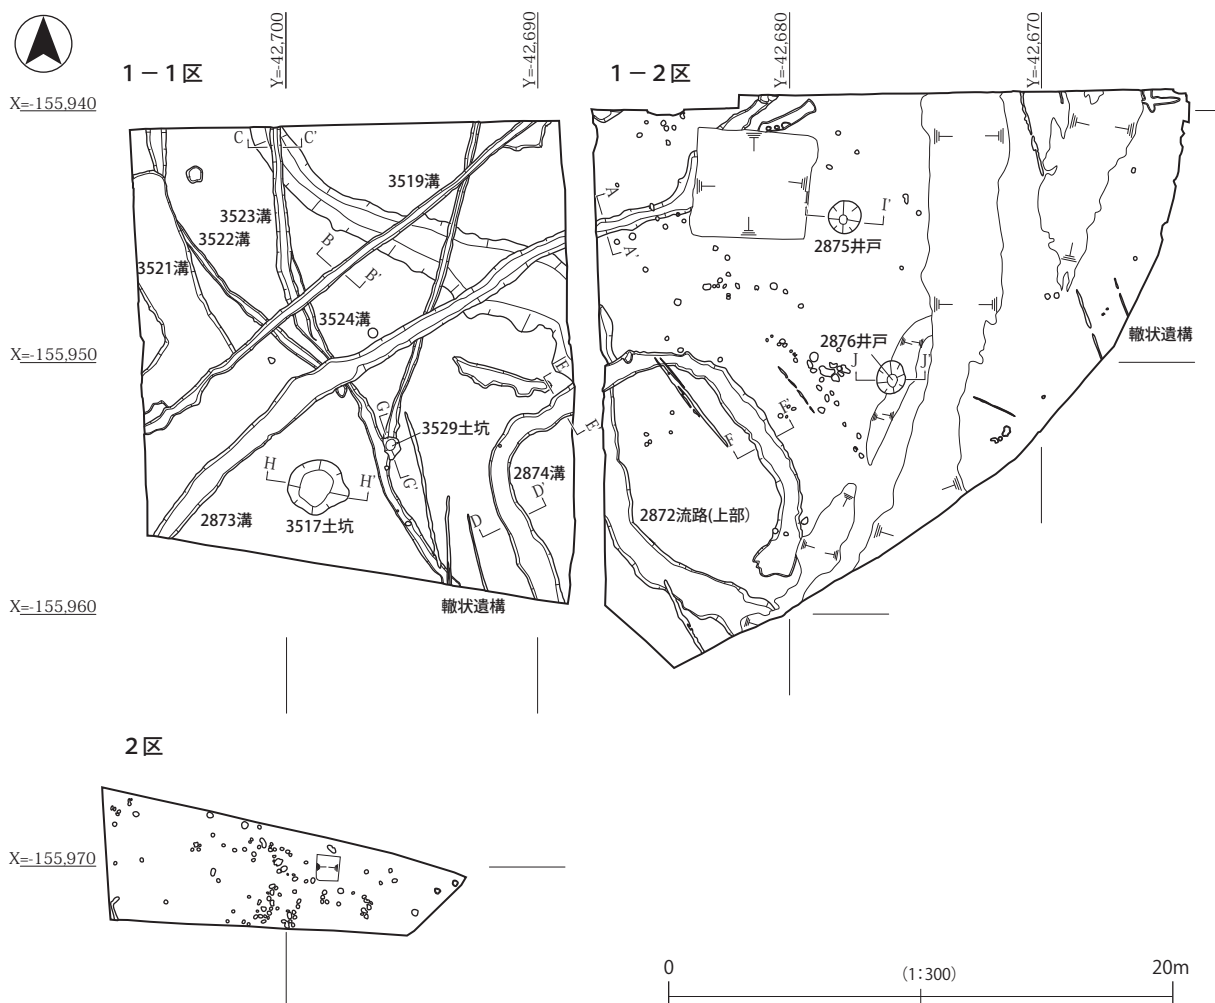 Y=-42,700
Y=-42,690
Y=-42,680
Y=-42,670
1－1区
1－2区
X=-155,940
C C'
3519溝
A
I'
3523溝
3522溝
B
A'
2875井戸
3521溝
B'
3524溝
2876井戸
轍状遺構
X=-155,950
J J'
E'
G
F'
3529土坑
E
F
H
H'
G'
2874溝
D'
2873溝
3517土坑
D
2872流路(上部)
轍状遺構
X=-155,960
2区
X=-155,970
0
(1:300)
20m